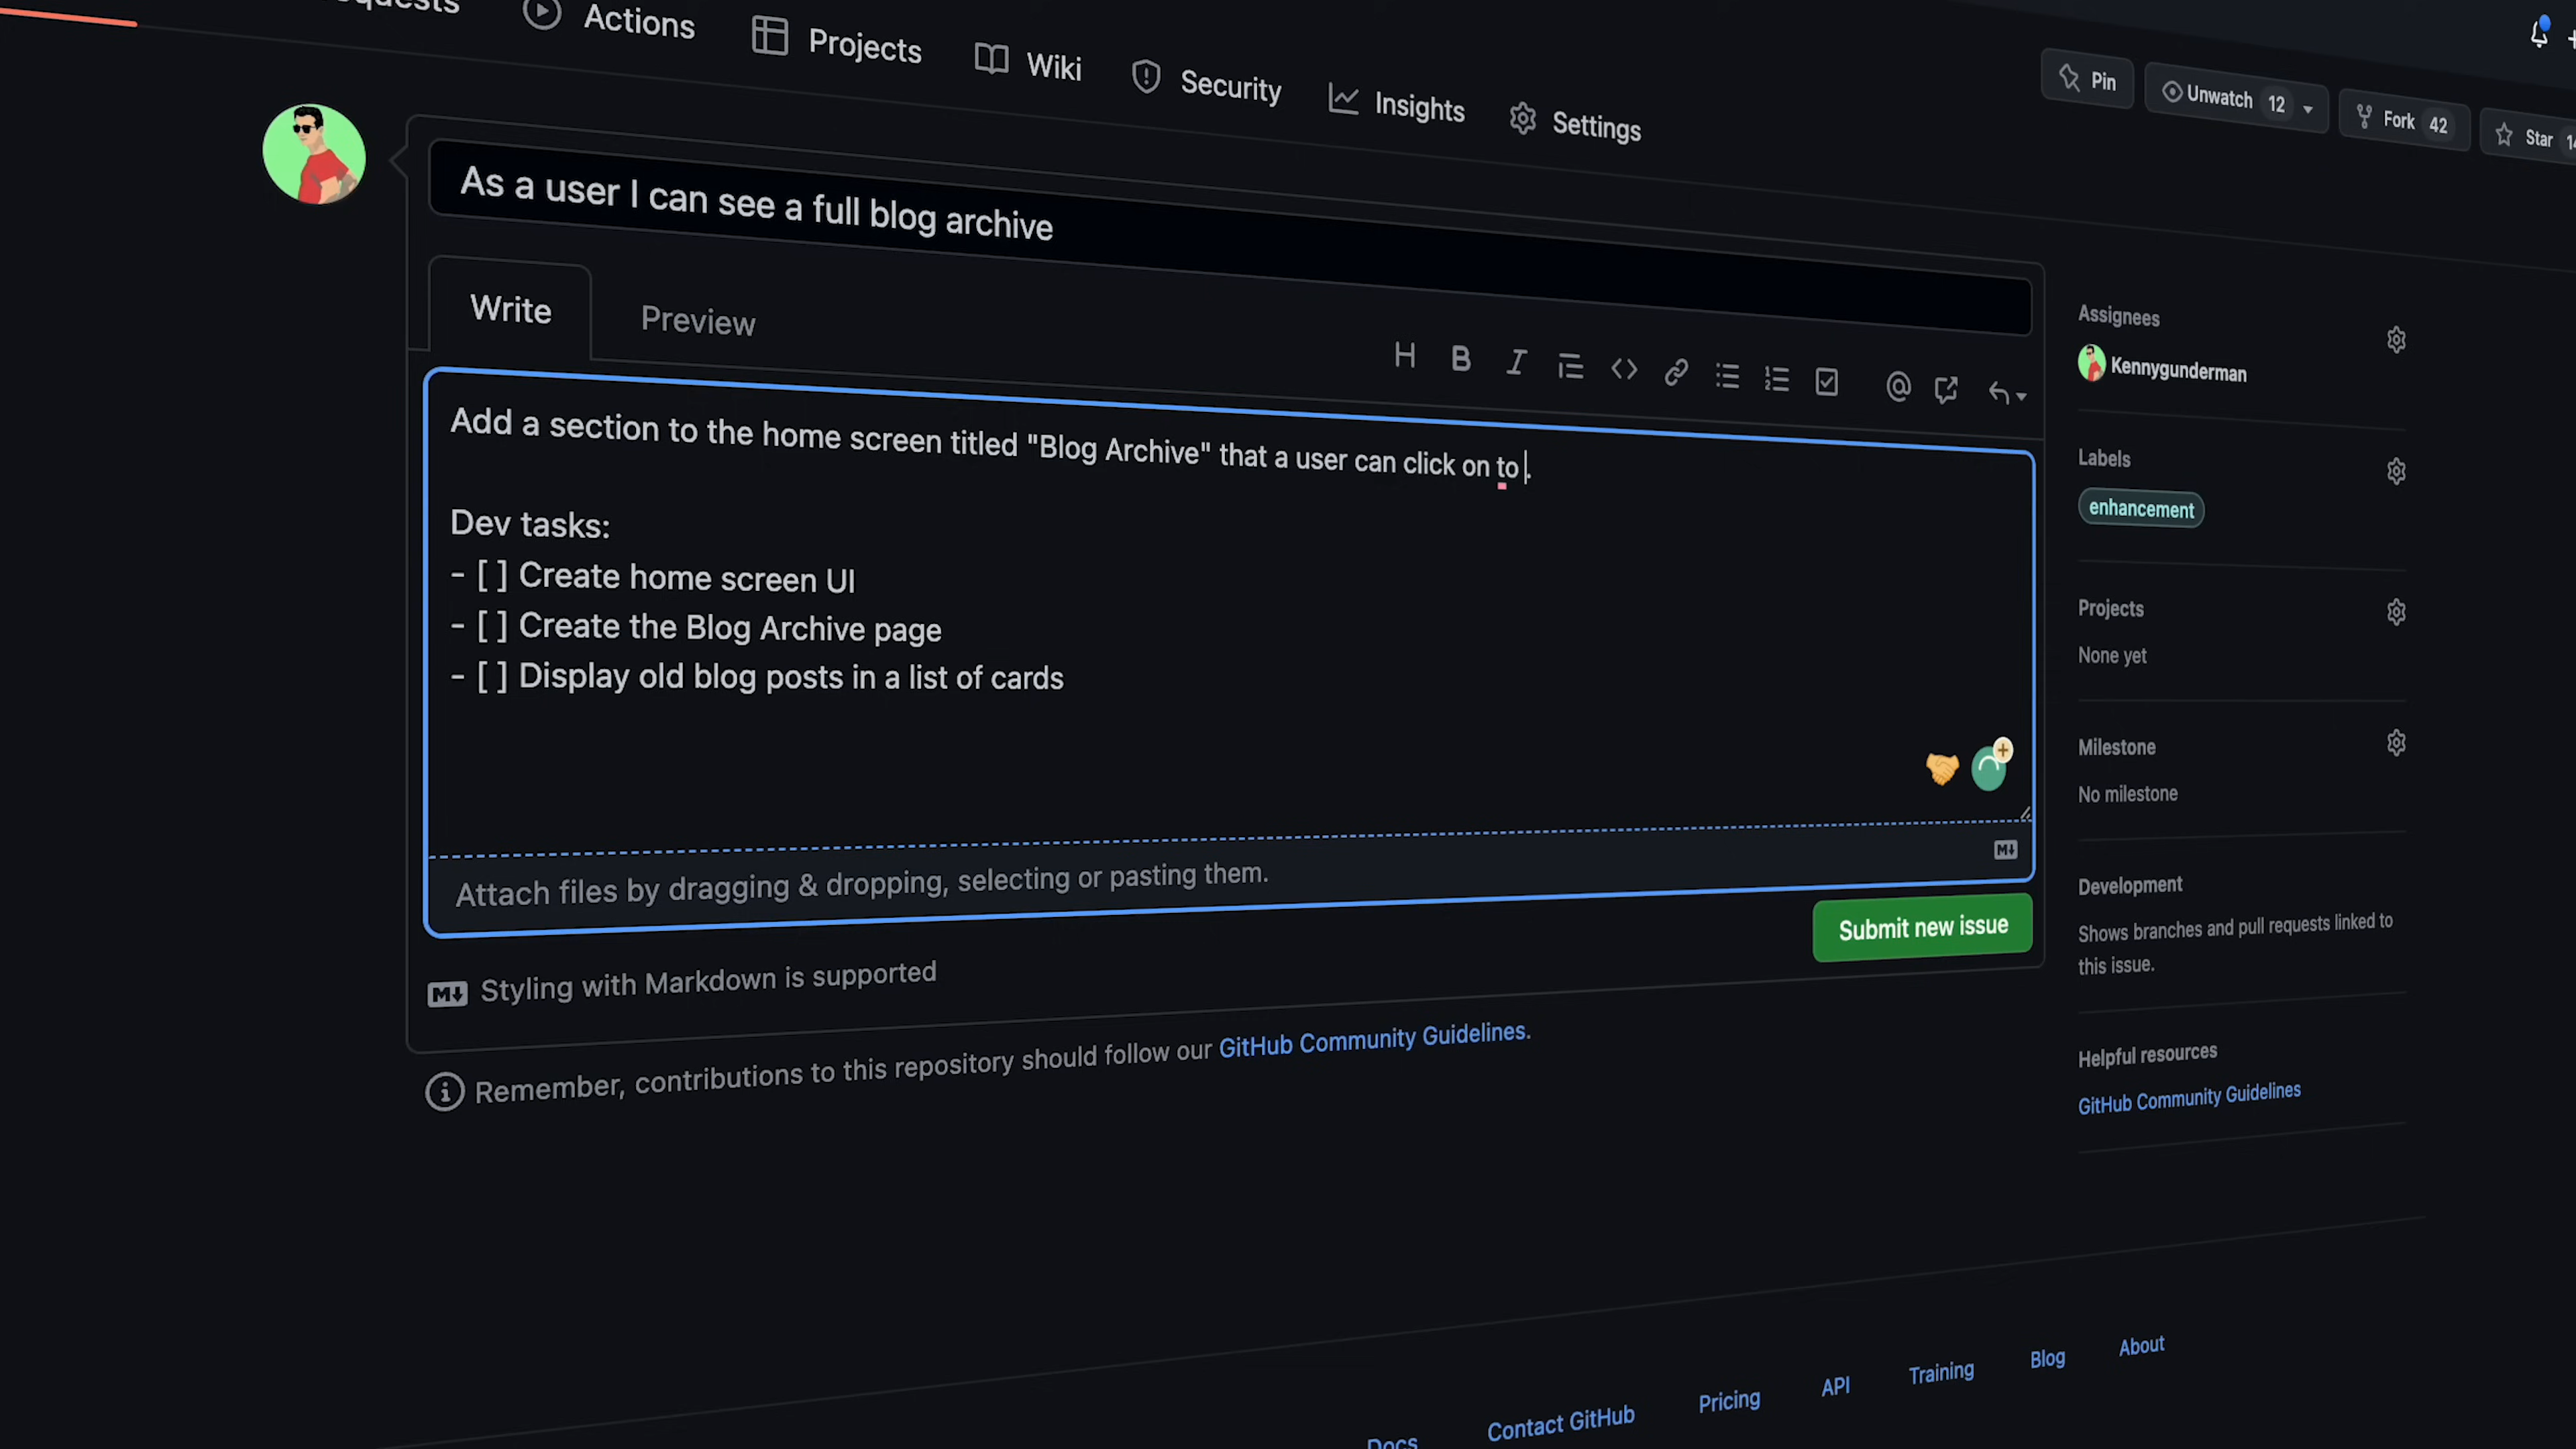 Actions
Projects
Wiki
Security
Insights
Settings
Pin
Unwatch 12
Fork 42
Star
As a user I can see a full blog archive
Write
Preview
Add a section to the home screen titled "Blog Archive" that a user can click on to .
Dev tasks:
- [ ] Create home screen UI
- [ ] Create the Blog Archive page
- [ ] Display old blog posts in a list of cards
Attach files by dragging & dropping, selecting or pasting them.
Submit new issue
Styling with Markdown is supported
Remember, contributions to this repository should follow our GitHub Community Guidelines.
Assignees
Kennygunderman
Labels
enhancement
Projects
None yet
Milestone
No milestone
Development
Shows branches and pull requests linked to
this issue.
Helpful resources
GitHub Community Guidelines
Docs
Contact GitHub
Pricing
API
Training
Blog
About